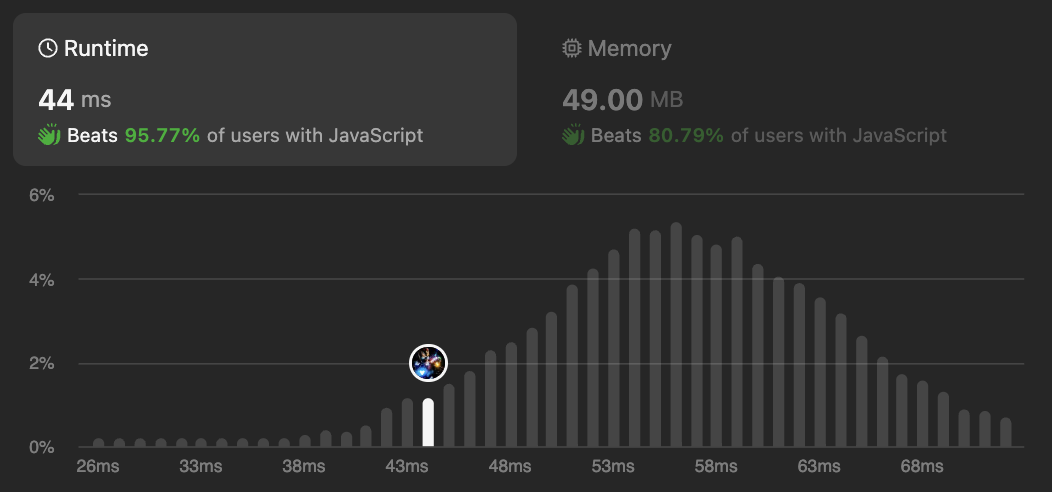 Runtime
44 ms
Beats 95.77% of users with JavaScript
Memory
49.00 MB
Beats 80.79% of users with JavaScript
6%
4%
2%
0%
26ms 33ms 38ms 43ms 48ms 53ms 58ms 63ms 68ms